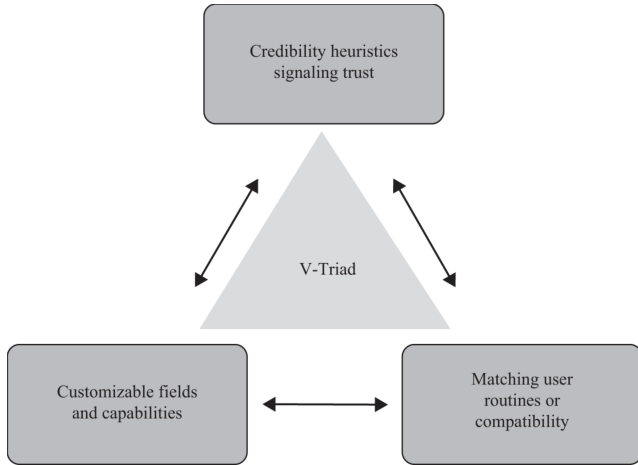 Credibility heuristics
signaling trust
V-Triad
Customizable fields
and capabilities
Matching user
routines or
compatibility